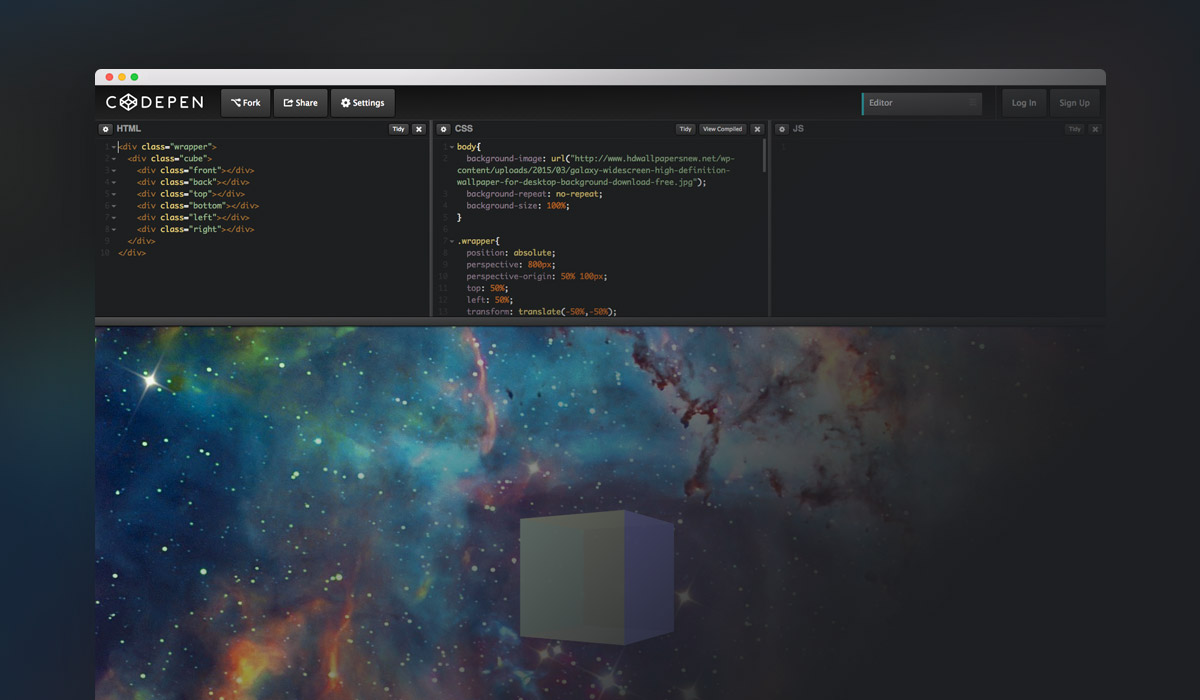 CODEPEN
Fork
Share
Settings
Editor
Log In
Sign Up
HTML
Tidy
1 <div class="wrapper">
2 <div class="cube">
3 <div class="front"></div>
4 <div class="back"></div>
5 <div class="top"></div>
6 <div class="bottom"></div>
7 <div class="left"></div>
8 <div class="right"></div>
9 </div>
10 </div>
CSS
Tidy
View Compiled
1 body{
2 background-image: url("http://www.hdwallpapersnew.net/wp-
content/uploads/2015/03/galaxy-widescreen-high-definition-
wallpaper-for-desktop-background-download-free.jpg");
3 background-repeat: no-repeat;
4 background-size: 100%;
5 }
6
7 .wrapper{
8 position: absolute;
9 perspective: 800px;
10 perspective-origin: 50% 100px;
11 top: 50%;
12 left: 50%;
13 transform: translate(-50%,-50%);
JS
Tidy
1